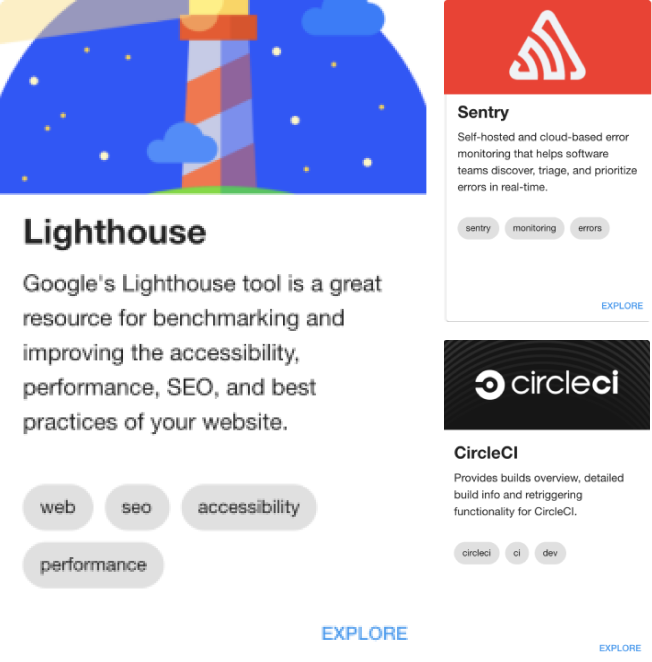 Lighthouse
Google's Lighthouse tool is a great
resource for benchmarking and
improving the accessibility,
performance, SEO, and best
practices of your website.
web seo accessibility
performance
EXPLORE
Sentry
Self-hosted and cloud-based error
monitoring that helps software
teams discover, triage, and prioritize
errors in real-time.
sentry monitoring errors
EXPLORE
circleci
CircleCI
Provides builds overview, detailed
build info and retriggering
functionality for CircleCI.
circleci ci dev
EXPLORE